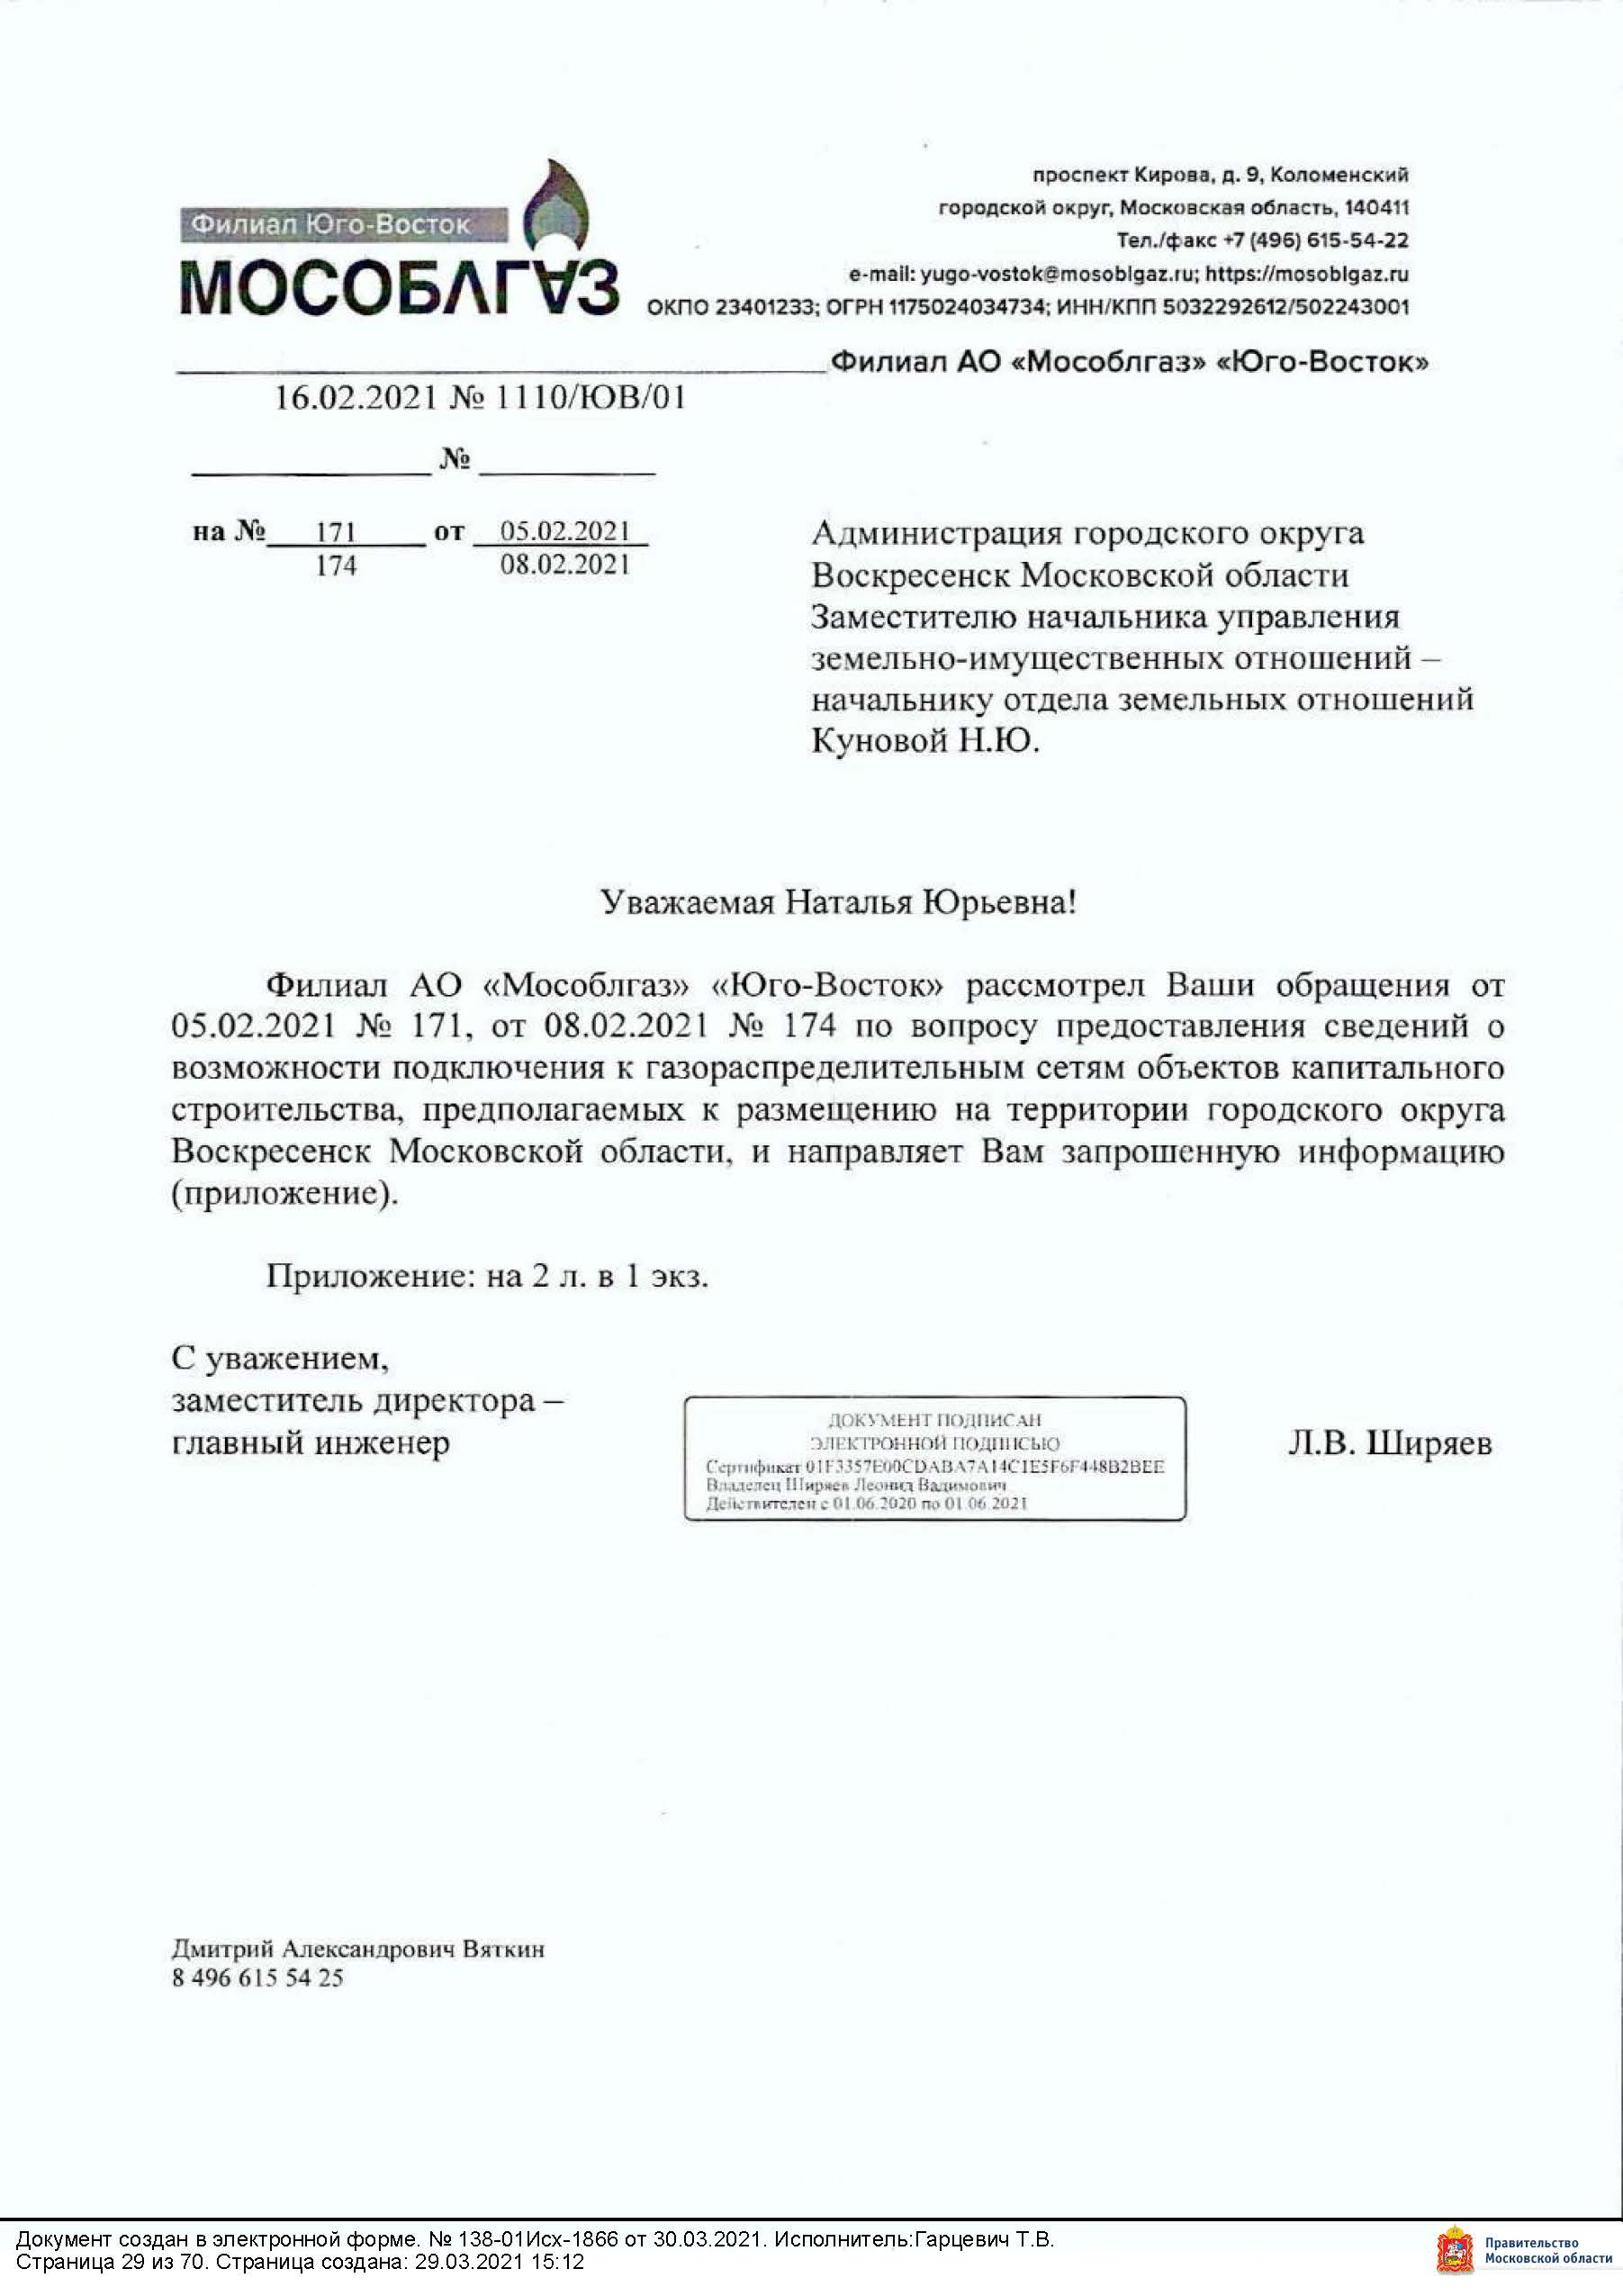 Филиал Юго-Восток
МОСОБЛГАЗ
проспект Кирова, д. 9, Коломенский
городской округ, Московская область, 140411
Тел./факс +7 (496) 615-54-22
e-mail: yugo-vostok@mosoblgaz.ru; https://mosoblgaz.ru
ОКПО 23401233; ОГРН 1175024034734; ИНН/КПП 5032292612/502243001
Филиал АО «Мособлгаз» «Юго-Восток»
16.02.2021 № 1110/ЮВ/01
№
на № 171 от 05.02.2021
174 08.02.2021
Администрация городского округа
Воскресенск Московской области
Заместителю начальника управления
земельно-имущественных отношений –
начальнику отдела земельных отношений
Куновой Н.Ю.
Уважаемая Наталья Юрьевна!
Филиал АО «Мособлгаз» «Юго-Восток» рассмотрел Ваши обращения от
05.02.2021 № 171, от 08.02.2021 № 174 по вопросу предоставления сведений о
возможности подключения к газораспределительным сетям объектов капитального
строительства, предполагаемых к размещению на территории городского округа
Воскресенск Московской области, и направляет Вам запрошенную информацию
(приложение).
Приложение: на 2 л. в 1 экз.
С уважением,
заместитель директора –
главный инженер
ДОКУМЕНТ ПОДПИСАН
ЭЛЕКТРОННОЙ ПОДПИСЬЮ
Сертификат 01F3357E00CDABA7A14C1E5F6F448B2BEE
Владелец Ширяев Леонид Вадимович
Действителен с 01.06.2020 по 01.06.2021
Л.В. Ширяев
Дмитрий Александрович Вяткин
8 496 615 54 25
Документ создан в электронной форме. № 138-01Исх-1866 от 30.03.2021. Исполнитель:Гарцевич Т.В.
Страница 29 из 70. Страница создана: 29.03.2021 15:12
Правительство
Московской области